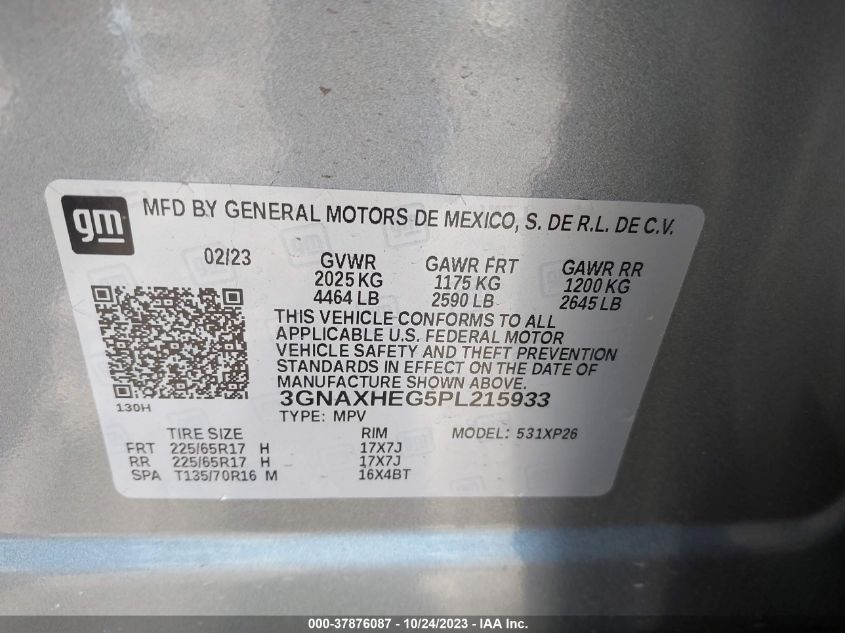 gm
MFD BY GENERAL MOTORS DE MEXICO, S. DE R.L. DE C.V.
02/23 GVWR GAWR FRT GAWR RR
2025 KG 1175 KG 1200 KG
4464 LB 2590 LB 2645 LB
THIS VEHICLE CONFORMS TO ALL
APPLICABLE U.S. FEDERAL MOTOR
VEHICLE SAFETY AND THEFT PREVENTION
STANDARDS IN EFFECT ON THE DATE OF
MANUFACTURE SHOWN ABOVE.
3GNAXHEG5PL215933
130H
TYPE: MPV
TIRE SIZE RIM MODEL: 531XP26
FRT 225/65R17 H 17X7J
RR 225/65R17 H 17X7J
SPA T135/70R16 M 16X4BT
000-37876087 - 10/24/2023 - IAA Inc.